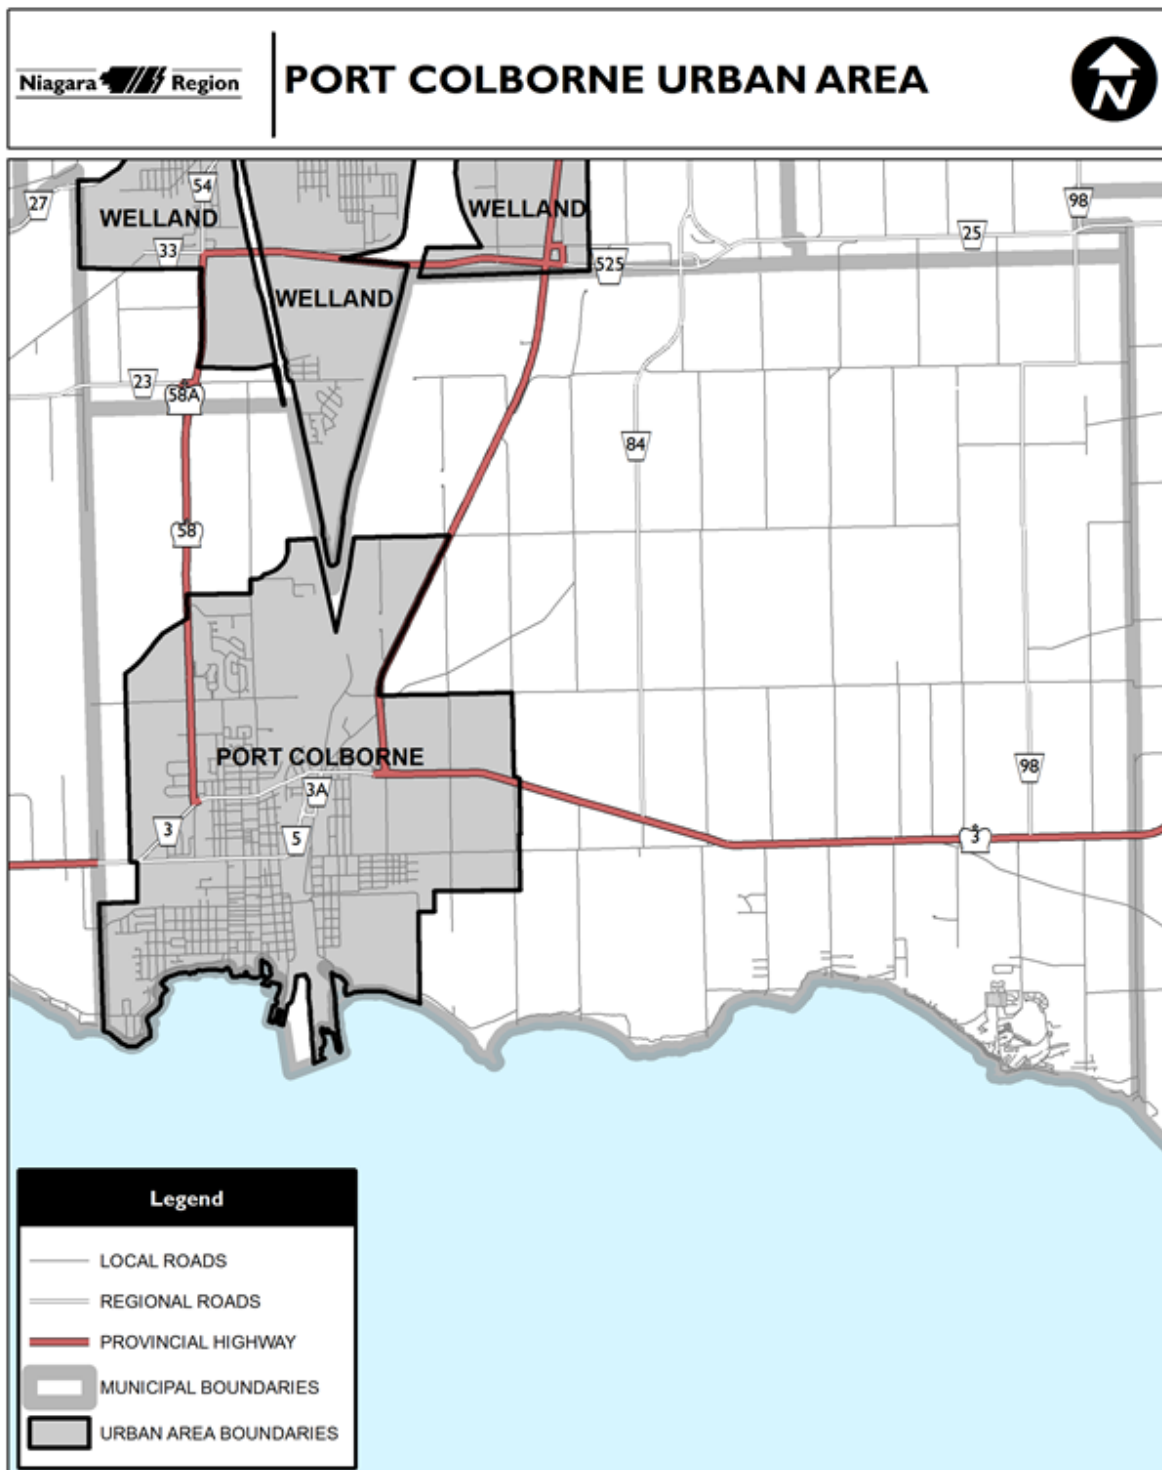 Niagara Region
PORT COLBORNE URBAN AREA
N
27
54
WELLAND
33
WELLAND
525
25
98
WELLAND
23
58A
84
58
PORT COLBORNE
3A
3
5
98
3
Legend
LOCAL ROADS
REGIONAL ROADS
PROVINCIAL HIGHWAY
MUNICIPAL BOUNDARIES
URBAN AREA BOUNDARIES